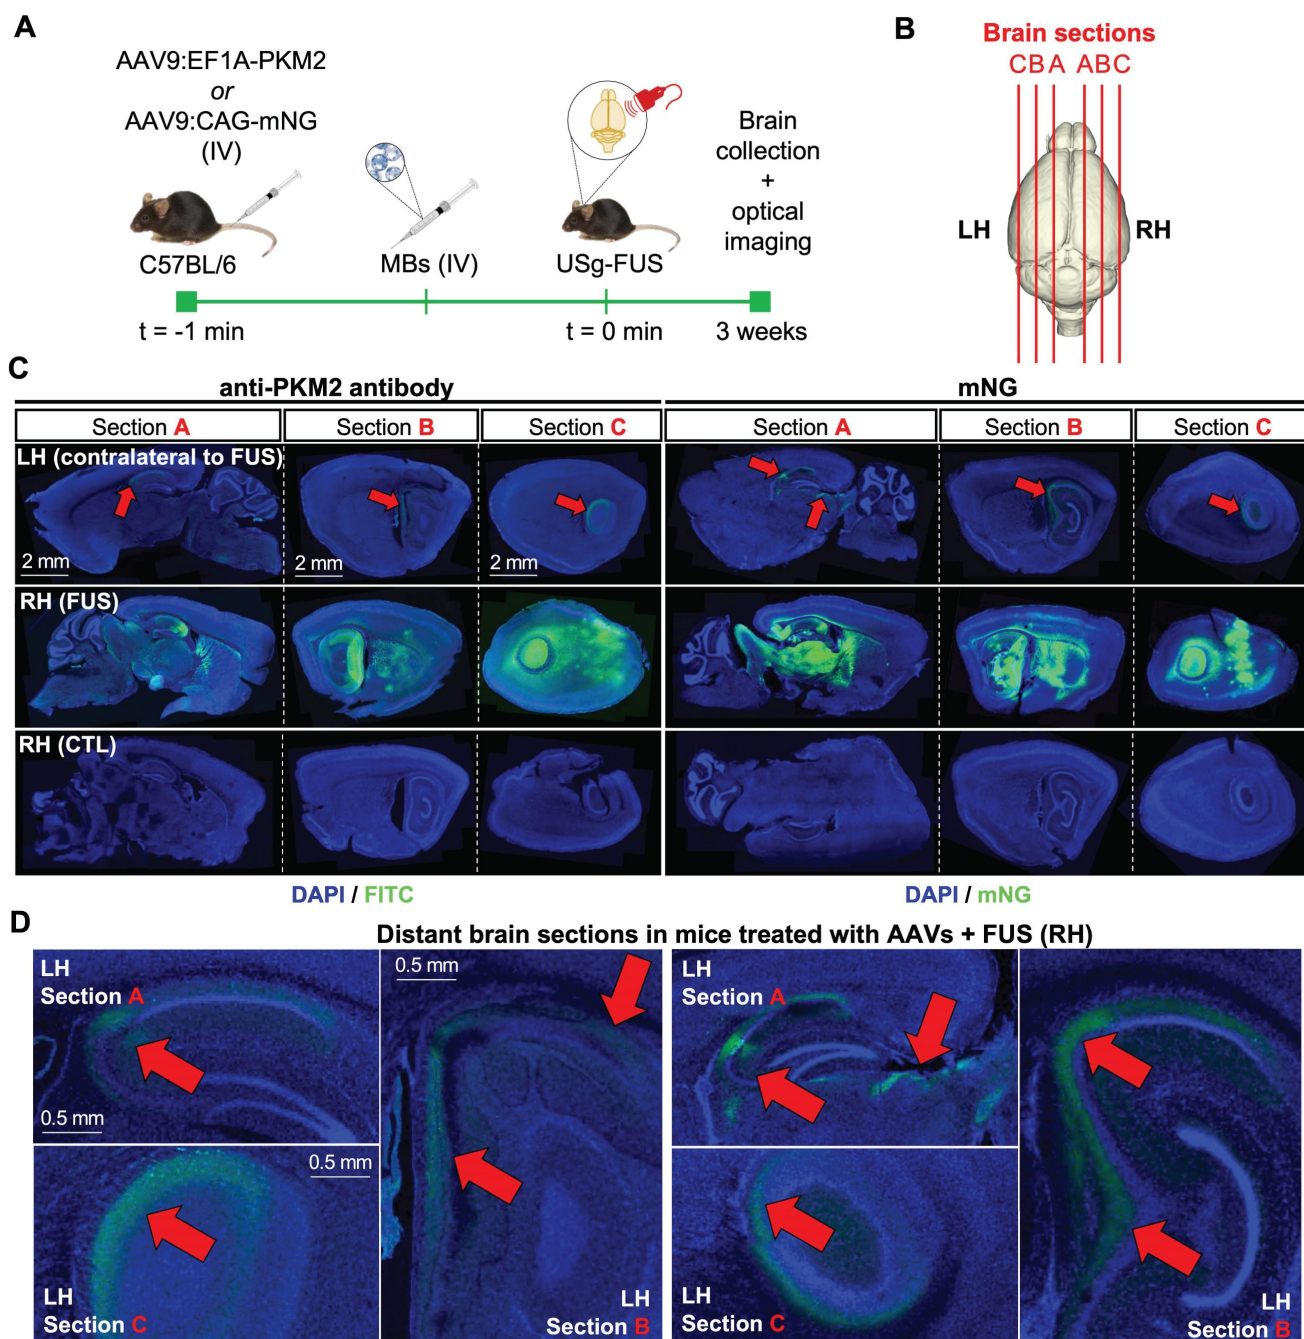 A
AAV9:EF1A-PKM2
or
AAV9:CAG-mNG
(IV)
C57BL/6
MBs (IV)
USg-FUS
Brain
collection
+
optical
imaging
t = -1 min
t = 0 min
3 weeks
B
Brain sections
CBA ABC
LH
RH
C
anti-PKM2 antibody
mNG
Section A
Section B
Section C
Section A
Section B
Section C
LH (contralateral to FUS)
2 mm
2 mm
2 mm
RH (FUS)
RH (CTL)
DAPI / FITC
DAPI / mNG
D
Distant brain sections in mice treated with AAVs + FUS (RH)
LH
Section A
0.5 mm
0.5 mm
LH
Section C
0.5 mm
LH
Section B
LH
Section A
LH
Section C
LH
Section B